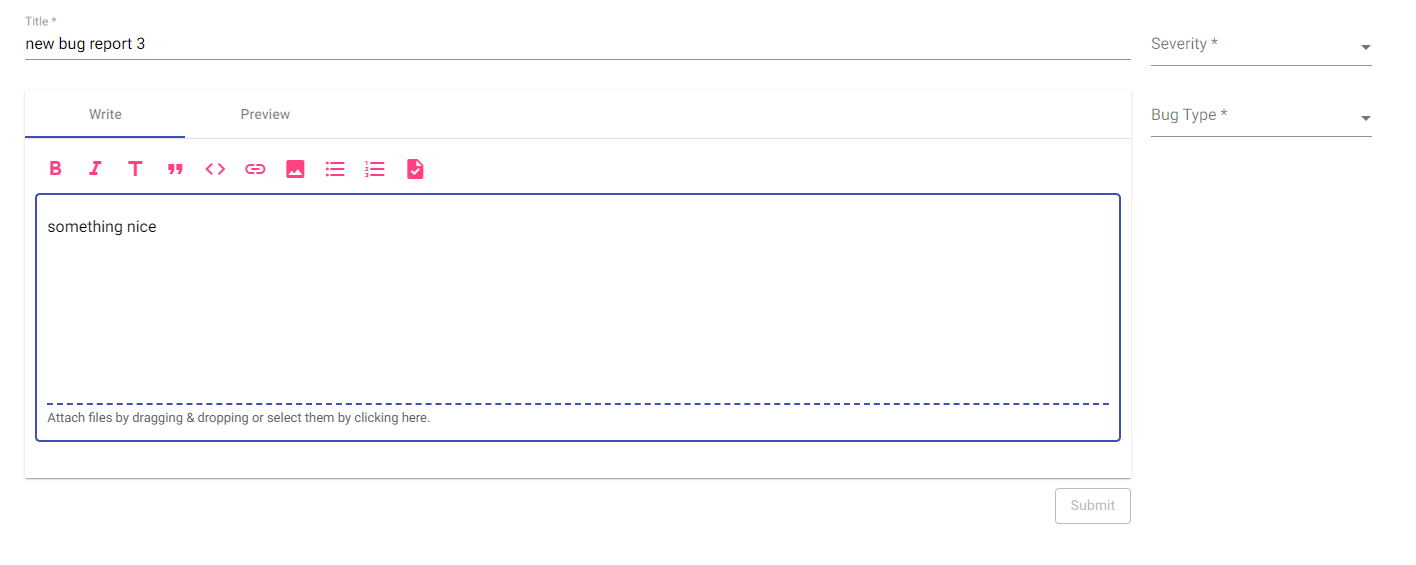 Title *
new bug report 3
Severity *
Write
Preview
Bug Type *
something nice
Attach files by dragging & dropping or select them by clicking here.
Submit